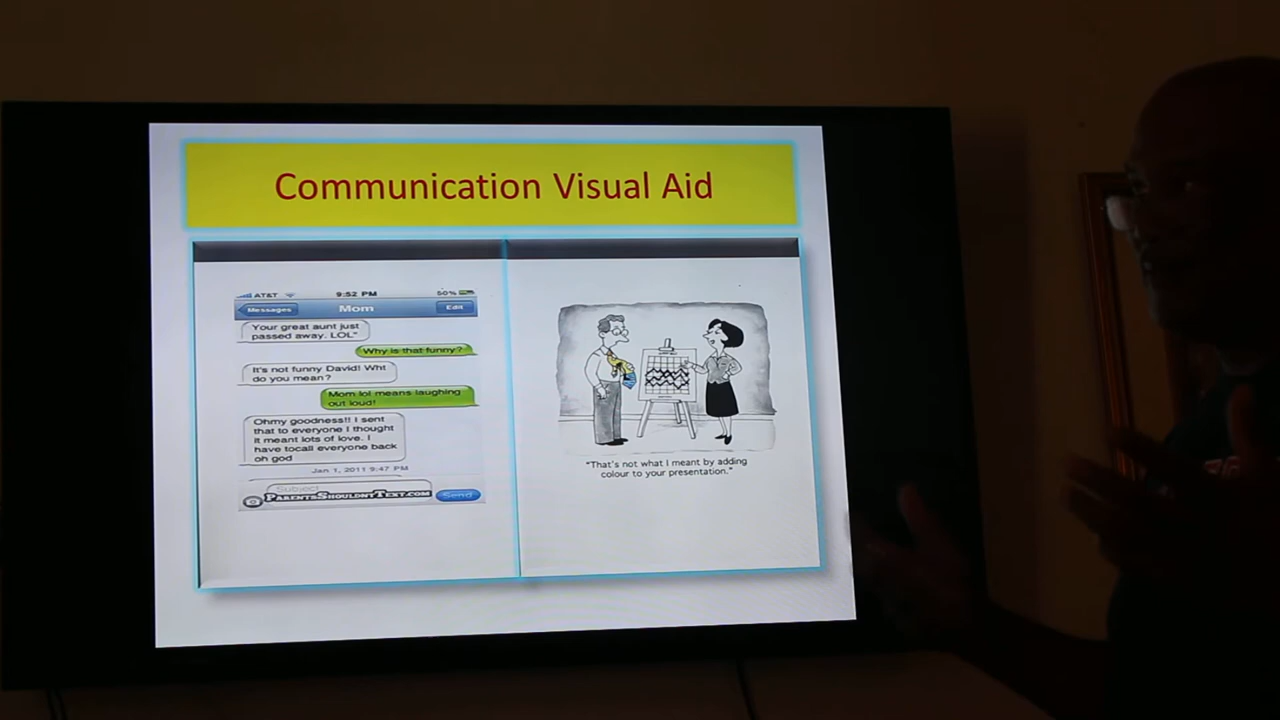 Communication Visual Aid
AT&T 9:52 PM 50%
Messages Mom Edit
Your great aunt just
passed away. LOL"
Why is that funny?
It's not funny David! Wht
do you mean?
Mom lol means laughing
out loud!
Ohmy goodness!! I sent
that to everyone I thought
it meant lots of love. I
have tocall everyone back
oh god
Jan 1, 2011 9:47 PM
Subject
ParentsShouldntText.com Send
"That's not what I meant by adding
colour to your presentation."